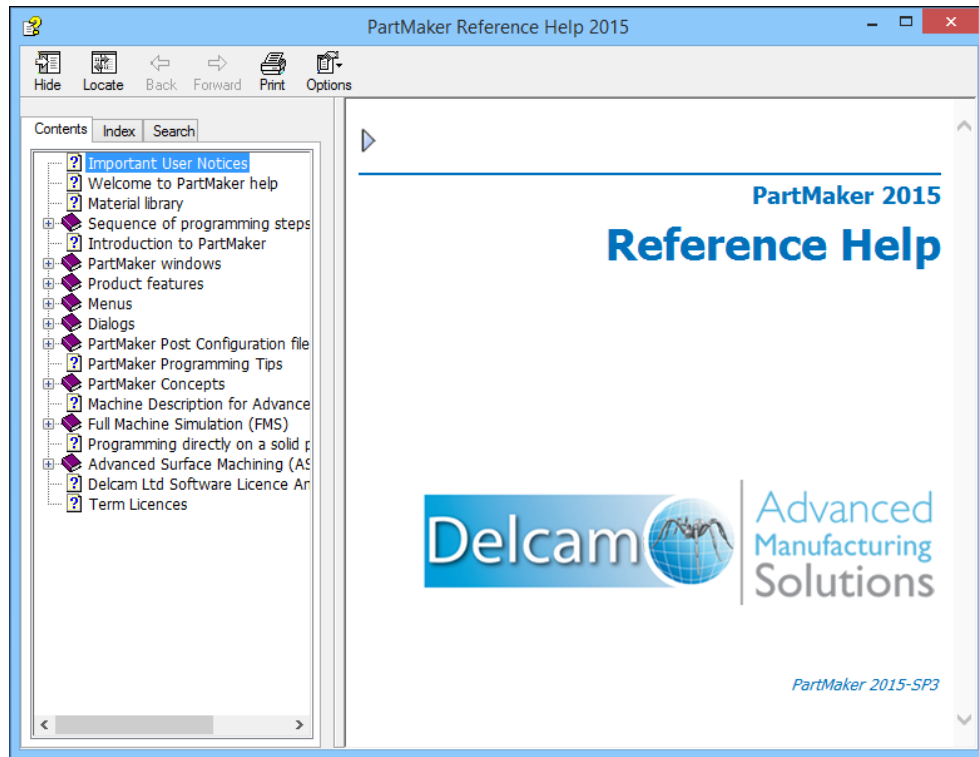 PartMaker Reference Help 2015
Hide Locate Back Forward Print Options
Contents Index Search
Important User Notices
Welcome to PartMaker help
Material library
Sequence of programming steps
Introduction to PartMaker
PartMaker windows
Product features
Menus
Dialogs
PartMaker Post Configuration file
PartMaker Programming Tips
PartMaker Concepts
Machine Description for Advance
Full Machine Simulation (FMS)
Programming directly on a solid p
Advanced Surface Machining (AS
Delcam Ltd Software Licence Ar
Term Licences
PartMaker 2015
Reference Help
Delcam
Advanced
Manufacturing
Solutions
PartMaker 2015-SP3